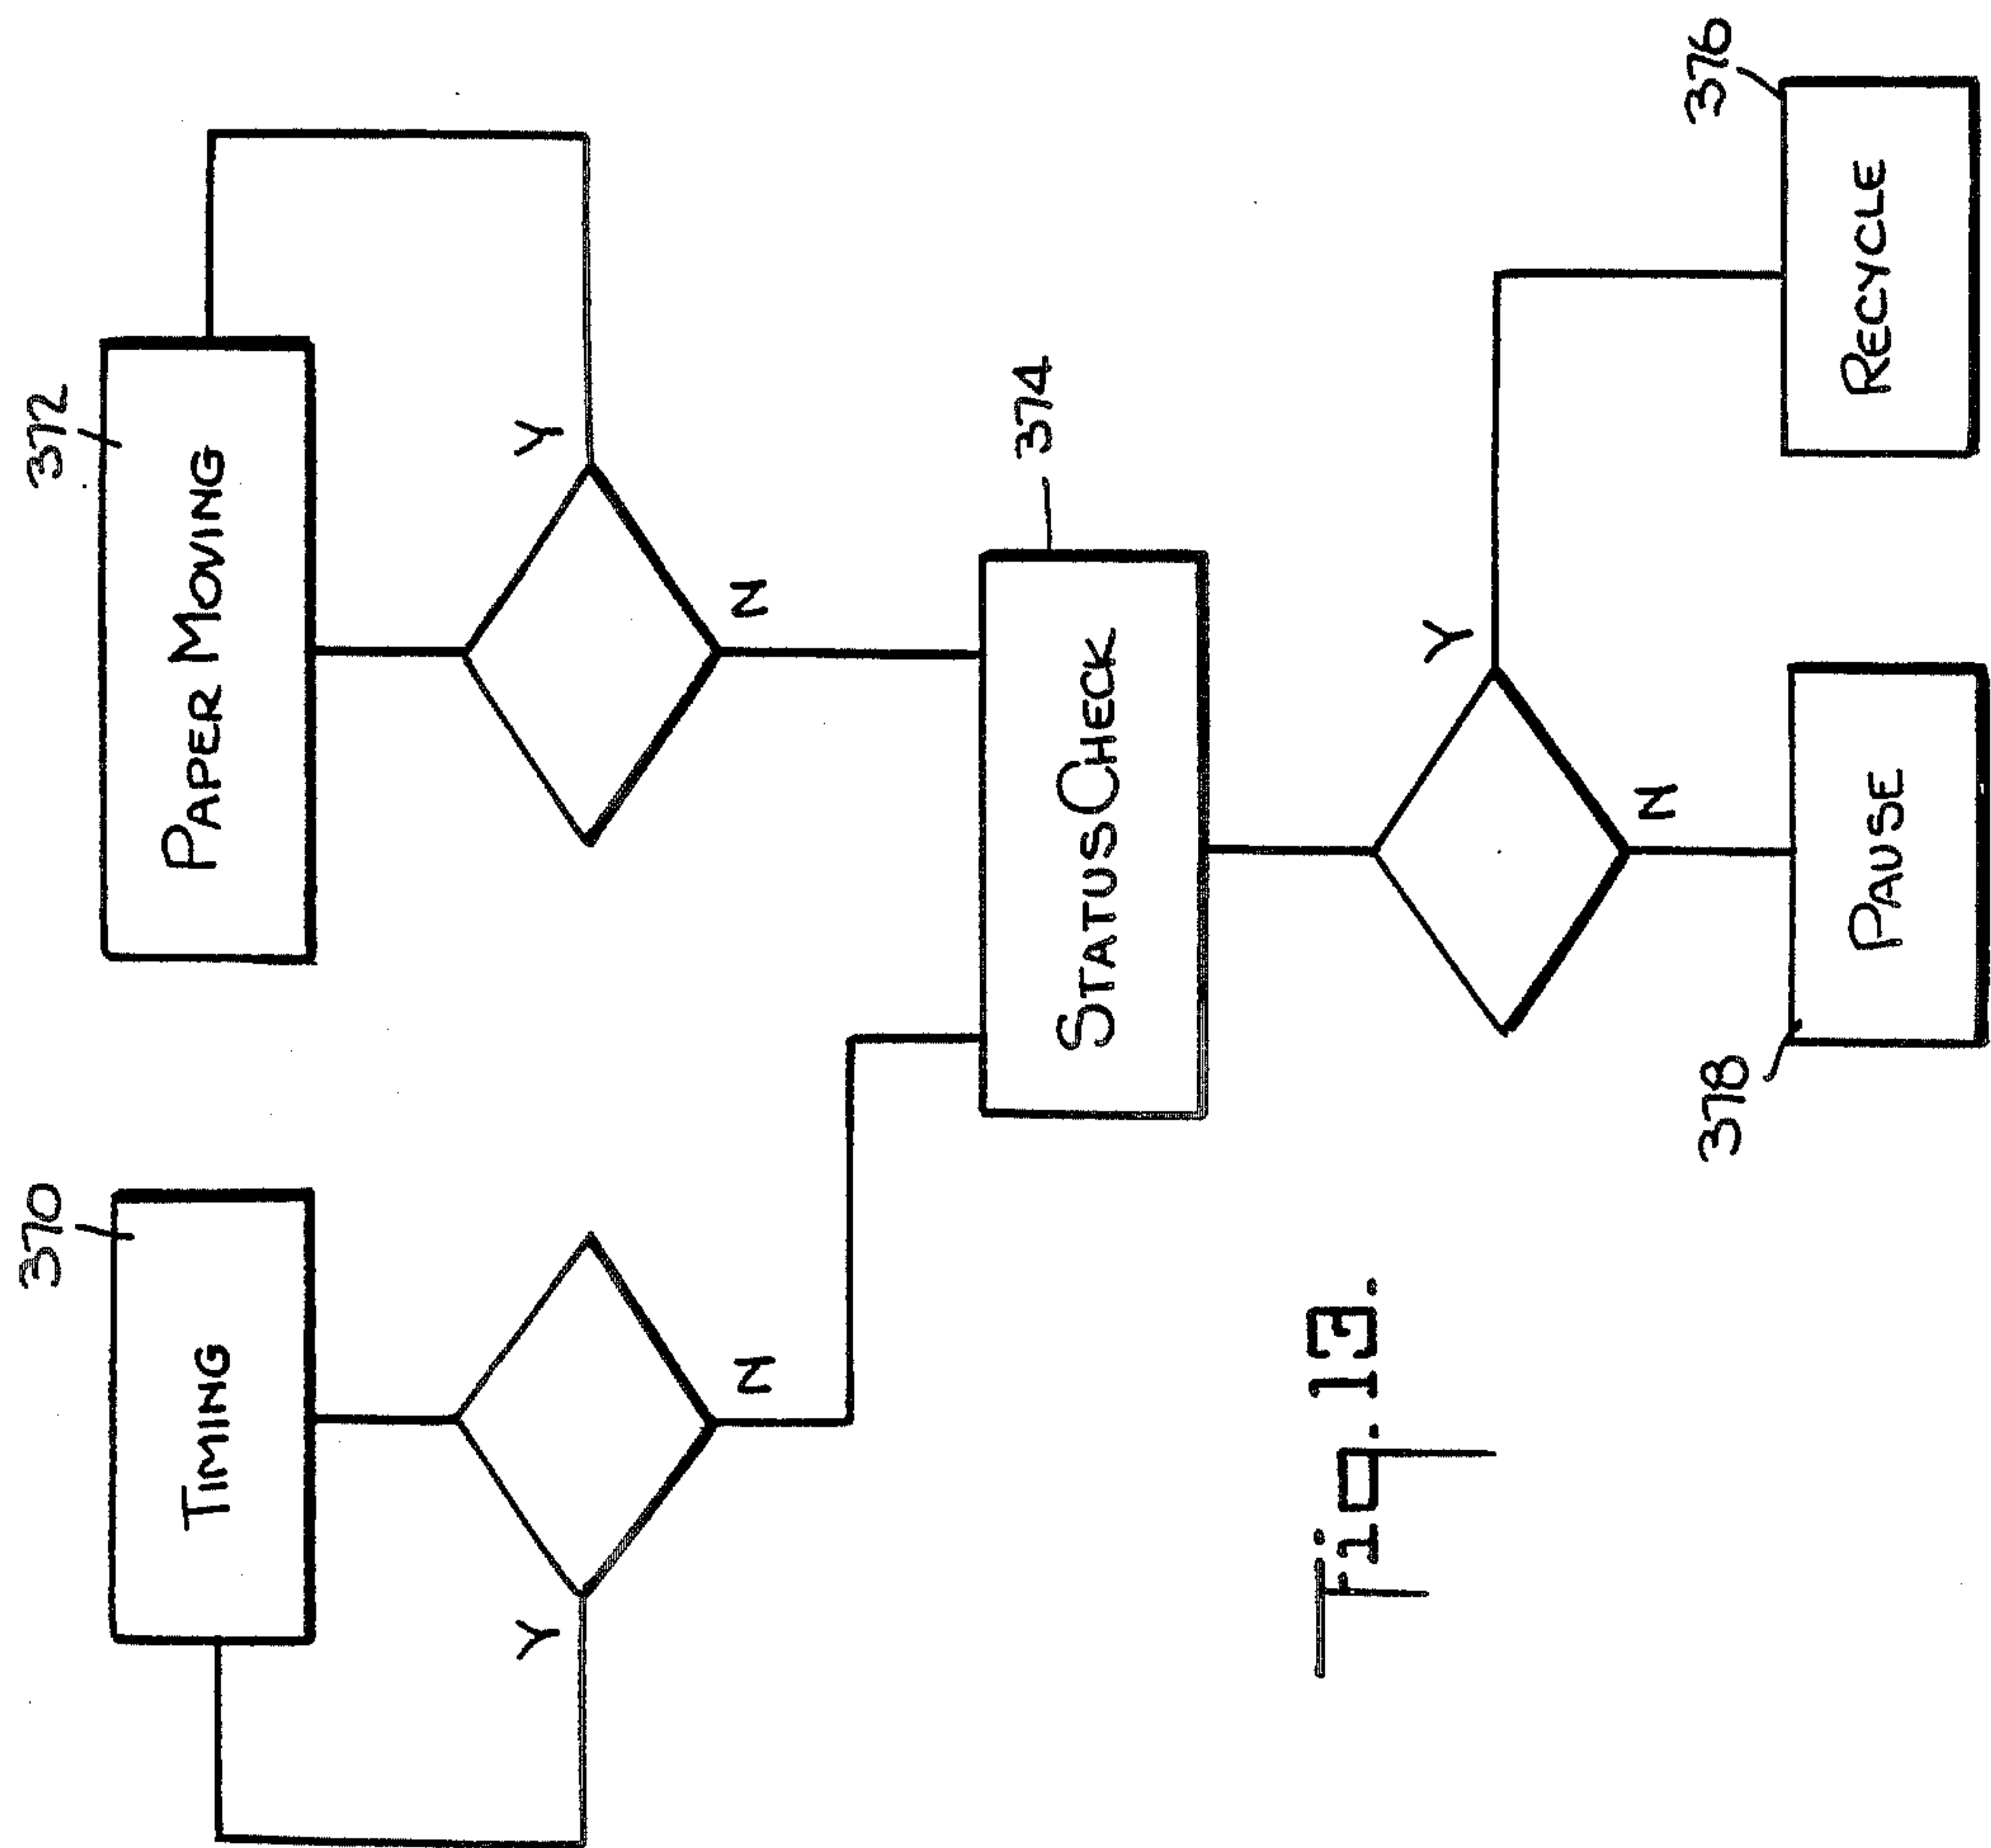 370
372
TIMING
PAPER MOVING
Y
Y
N
N
374
STATUS CHECK
Y
N
378
376
PAUSE
RECYCLE
Fig. 13.